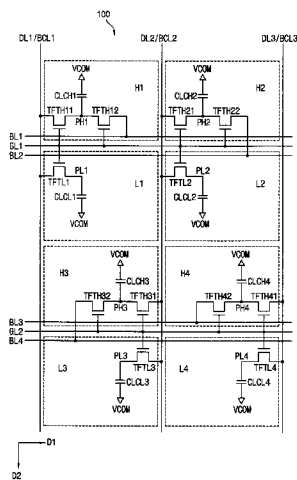 100
DL1/BCL1 DL2/BCL2 DL3/BCL3
VCOM VCOM
H1 H2
CLCH1 CLCH2
TFTH11 TFTH12 TFTH21 TFTH22
PH1 PH2
BL1
GL1
BL2
TFTL1 PL1 TFTL2 PL2
L1 L2
CLCL1 CLCL2
VCOM VCOM
H3 VCOM H4 VCOM
CLCH3 CLCH4
TFTH32 TFTH31 TFTH42 TFTH41
PH3 PH4
BL3
GL2
BL4
PL3 TFTL3 PL4 TFTL4
L3 L4
CLCL3 CLCL4
VCOM VCOM
D1
D2